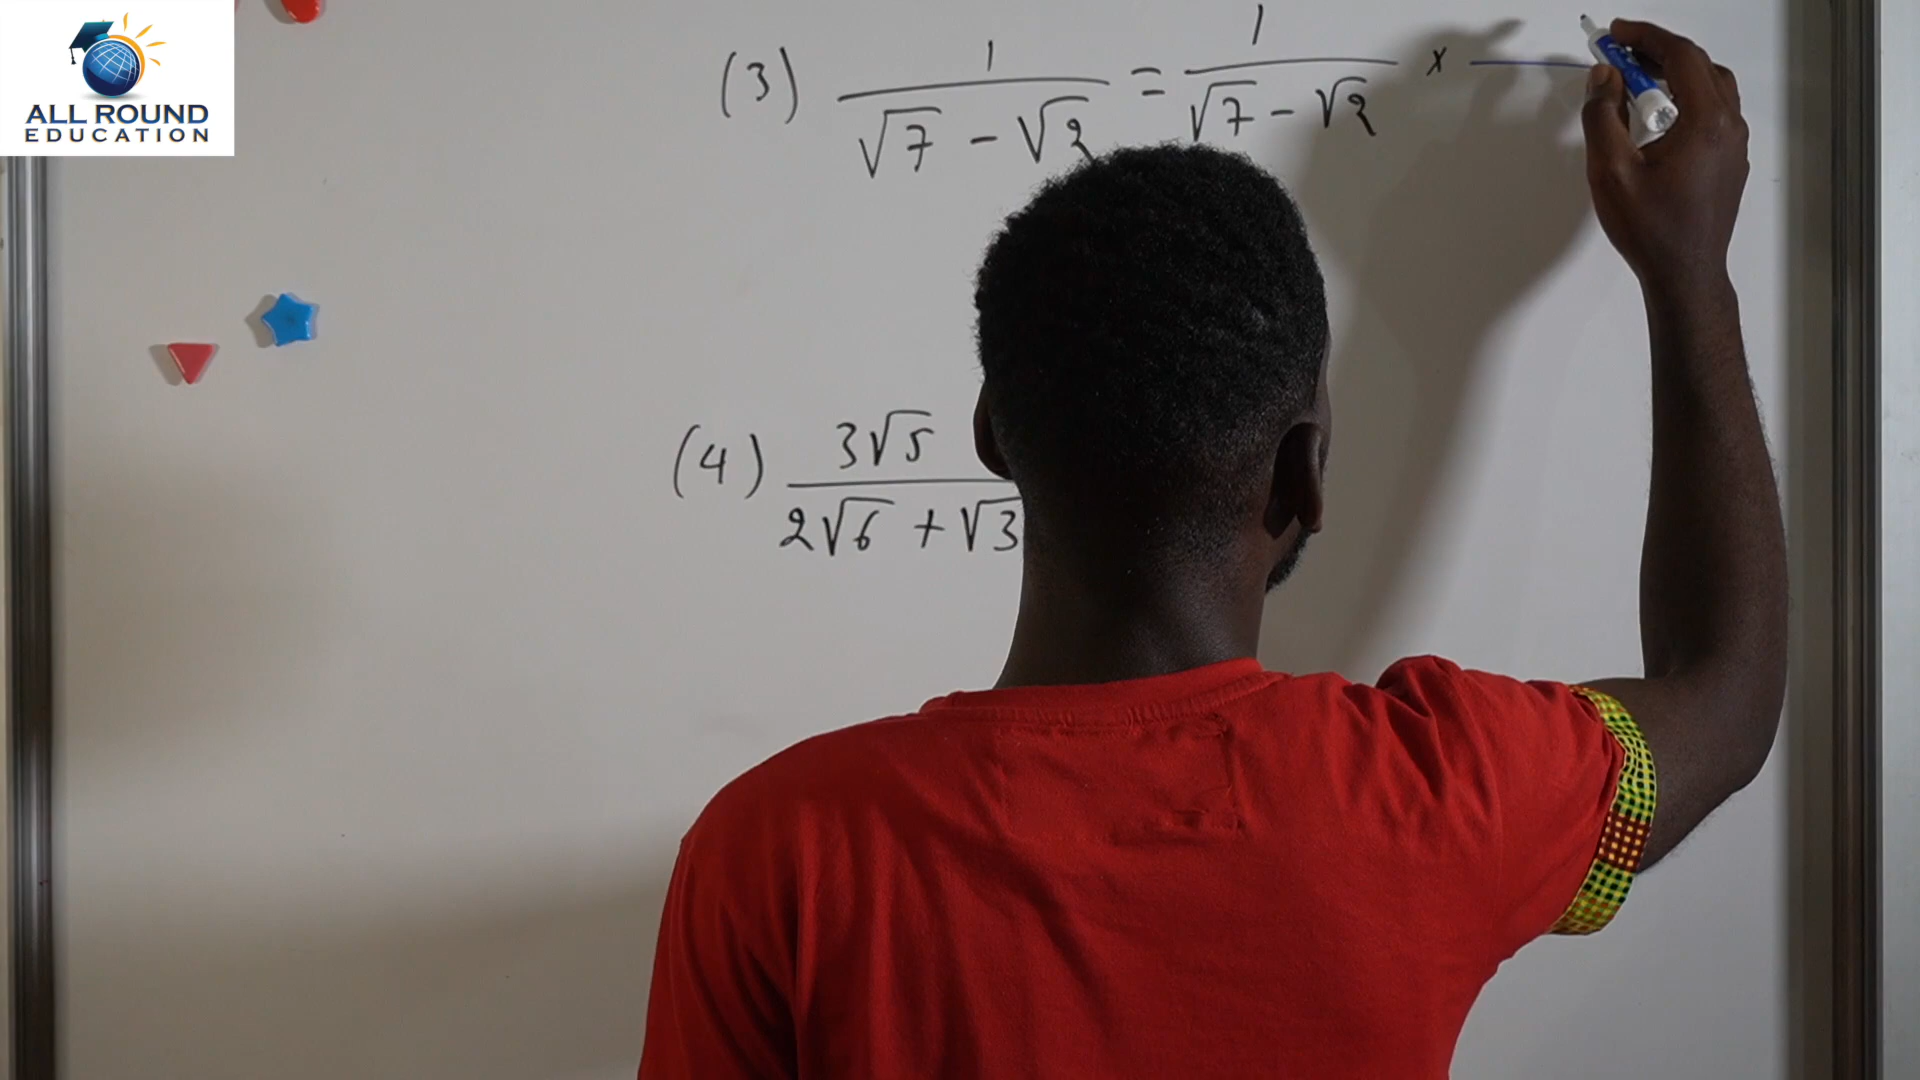 ALL ROUND
EDUCATION
(3) 1/(√7 - √2) = 1/(√7 - √2) ×
(4) 3√5/(2√6 + √3